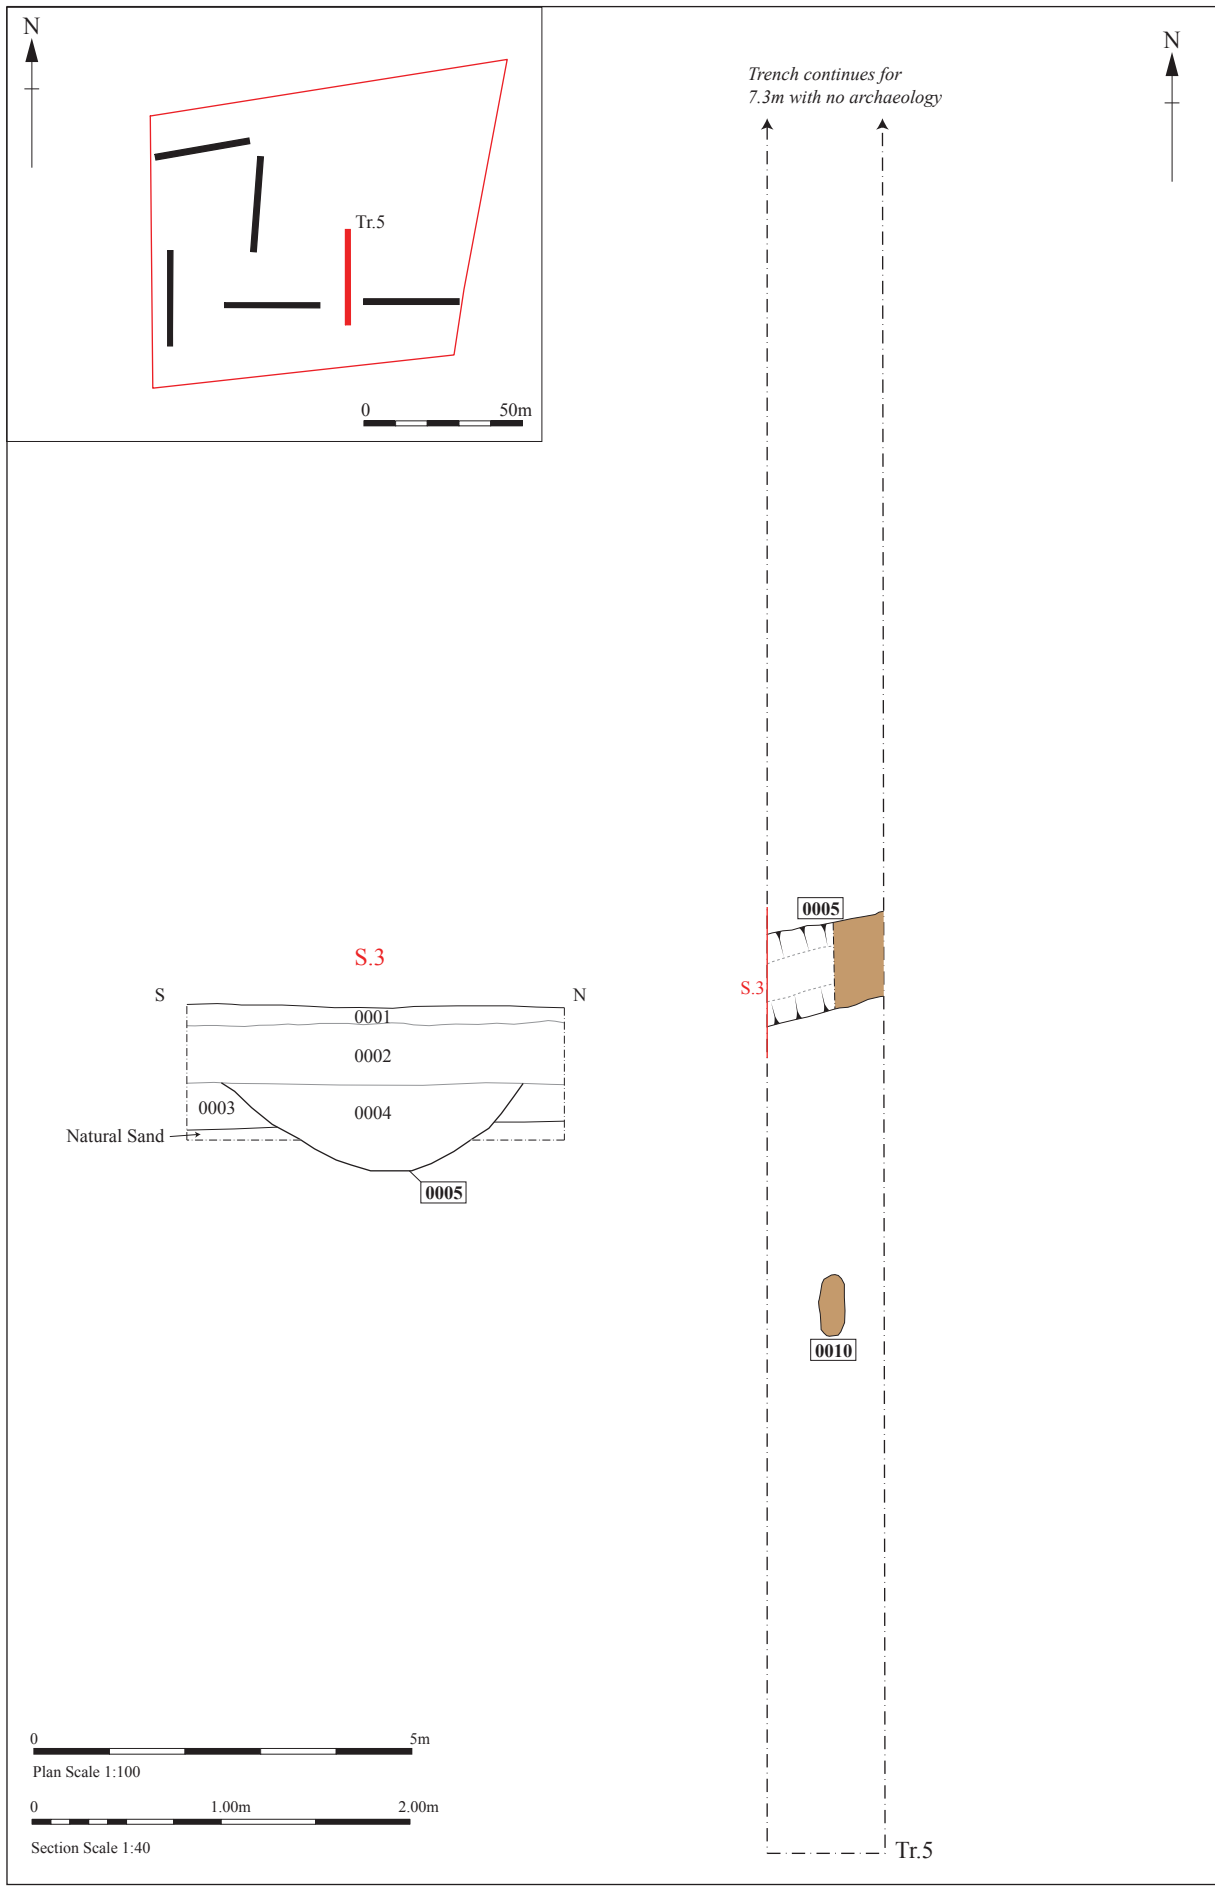 N
Tr.5
0 50m
N
Trench continues for
7.3m with no archaeology
0005
S.3
0010
Tr.5
S.3
S N
0001
0002
0003
0004
Natural Sand
0005
0 5m
Plan Scale 1:100
0 1.00m 2.00m
Section Scale 1:40